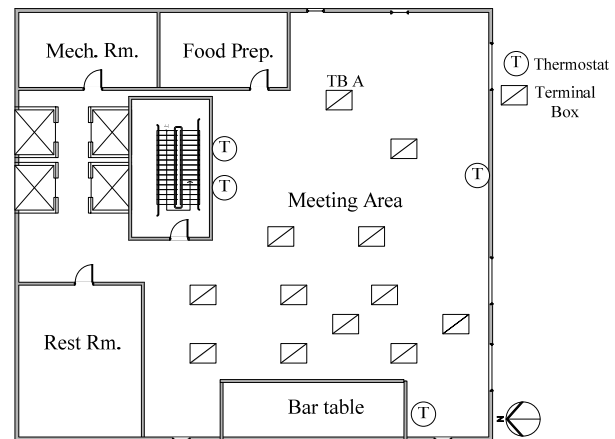 Mech. Rm.
Food Prep.
TB A
T Thermostat
Terminal
Box
T
T
T
Meeting Area
Rest Rm.
Bar table
T
N